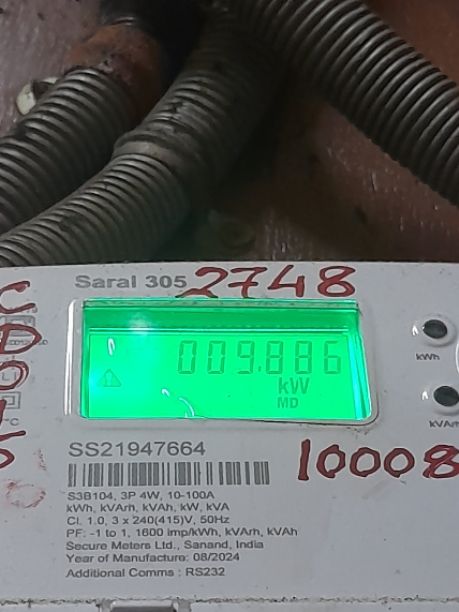 Saral 305 2748
009.886
kW
MD
kWh
kVArh
SS21947664
10008
S3B104, 3P 4W, 10-100A
kWh, kVArh, kVAh, kW, kVA
Cl. 1.0, 3 x 240(415)V, 50Hz
PF: -1 to 1, 1600 imp/kWh, kVArh, kVAh
Secure Meters Ltd., Sanand, India
Year of Manufacture: 08/2024
Additional Comms : RS232